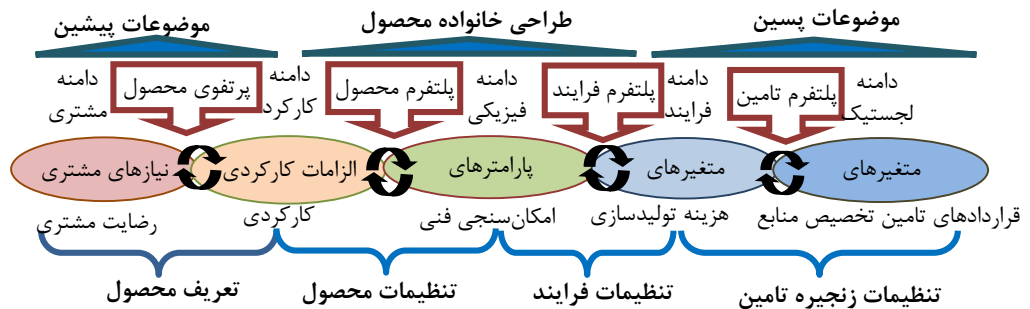 موضوعات پیشین
طراحی خانواده محصول
موضوعات پسین
دامنه
مشتری
پرتفوی محصول
دامنه
کارکرد
پلتفرم محصول
دامنه
فیزیکی
پلتفرم فرایند
دامنه
فرایند
پلتفرم تامین
دامنه
لجستیک
نیازهای مشتری
الزامات کارکردی
پارامترهای
متغیرهای
متغیرهای
رضایت مشتری
کارکردی
امکان‌سنجی فنی
هزینه تولیدسازی
قراردادهای تامین تخصیص منابع
تعریف محصول
تنظیمات محصول
تنظیمات فرایند
تنظیمات زنجیره تامین